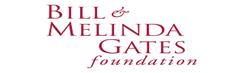 BILL &
MELINDA
GATES
foundation